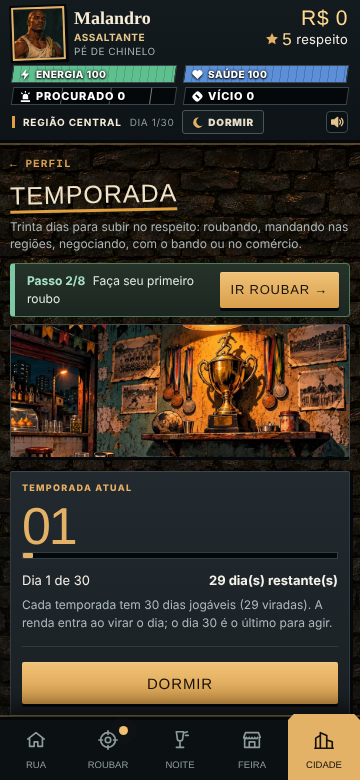 Malandro
ASSALTANTE
PÉ DE CHINELO
R$ 0
5 respeito
ENERGIA 100
SAÚDE 100
PROCURADO 0
VÍCIO 0
REGIÃO CENTRAL DIA 1/30
DORMIR
← PERFIL
TEMPORADA
Trinta dias para subir no respeito: roubando, mandando nas
regiões, negociando, com o bando ou no comércio.
Passo 2/8 Faça seu primeiro
roubo
IR ROUBAR →
TEMPORADA ATUAL
01
Dia 1 de 30
29 dia(s) restante(s)
Cada temporada tem 30 dias jogáveis (29 viradas). A
renda entra ao virar o dia; o dia 30 é o último para agir.
DORMIR
RUA
ROUBAR
NOITE
FEIRA
CIDADE